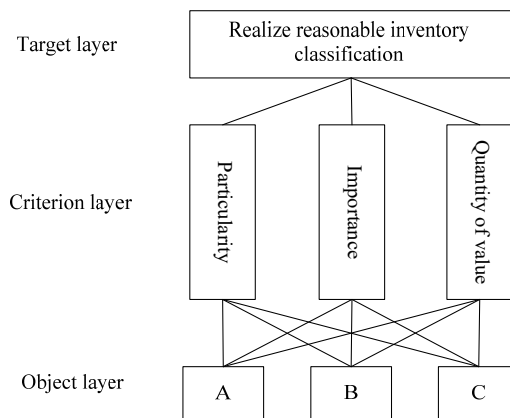 Target layer
Realize reasonable inventory
classification
Criterion layer
Particularity
Importance
Quantity of value
Object layer
A
B
C